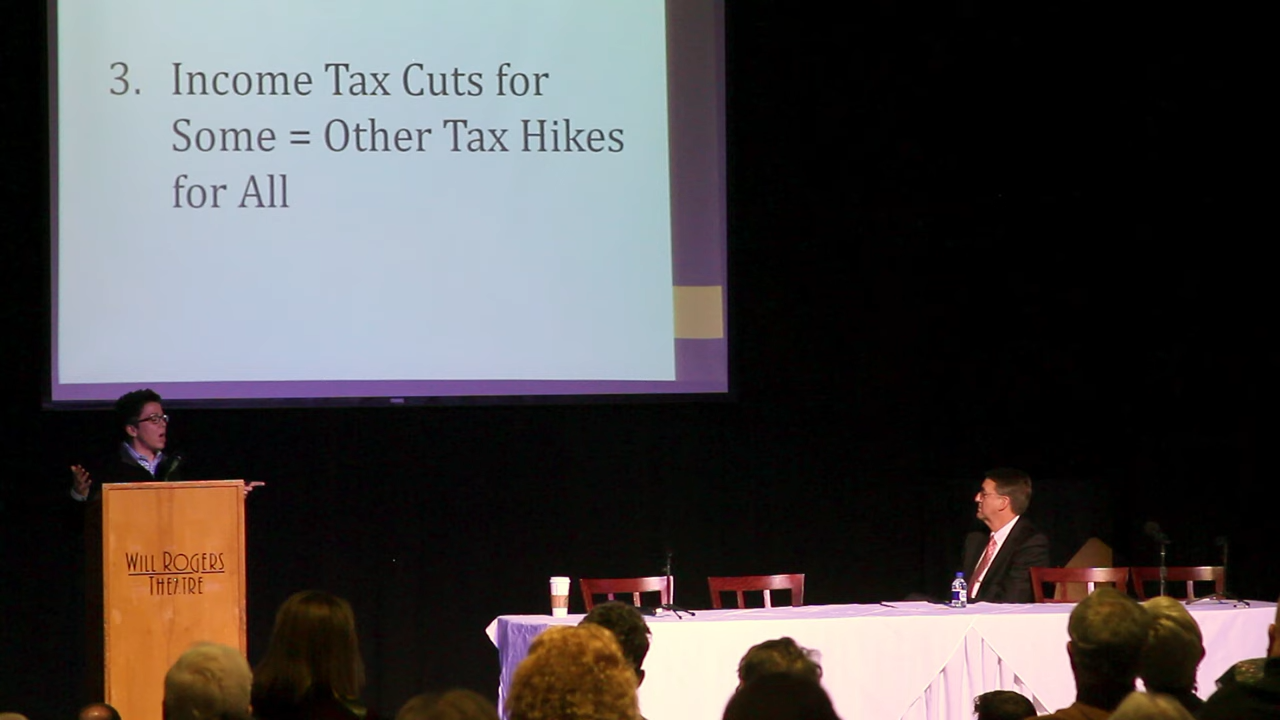 3. Income Tax Cuts for
Some = Other Tax Hikes
for All
WILL ROGERS
THEATRE